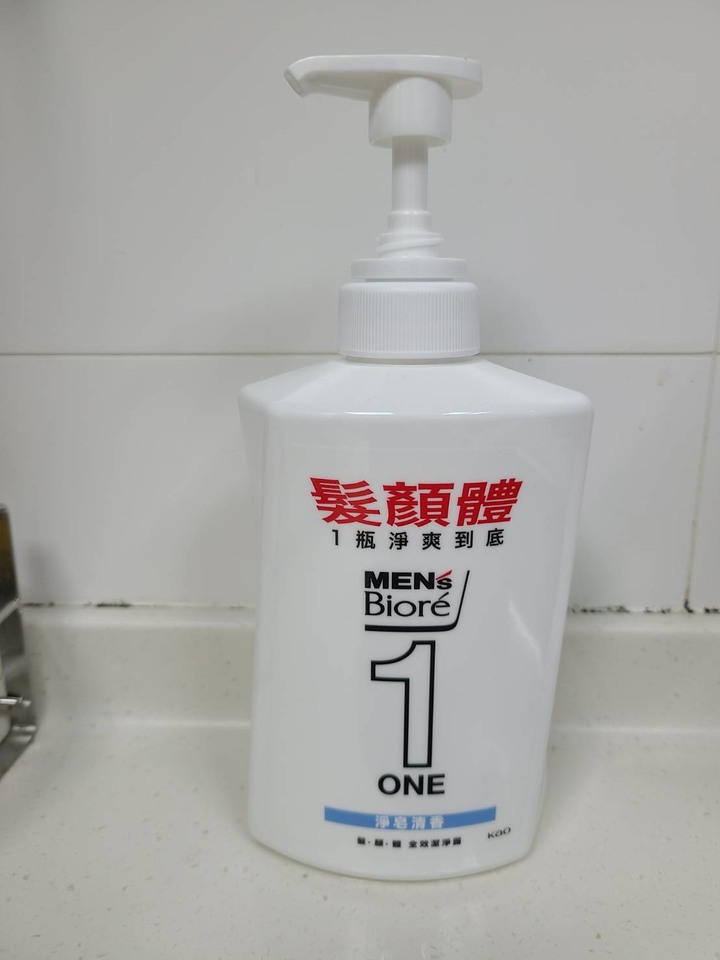 髮顏體
1瓶淨爽到底
MEN's
Bioré
1
ONE
淨皂清香
髮·顏·體 全效潔淨露
Kao